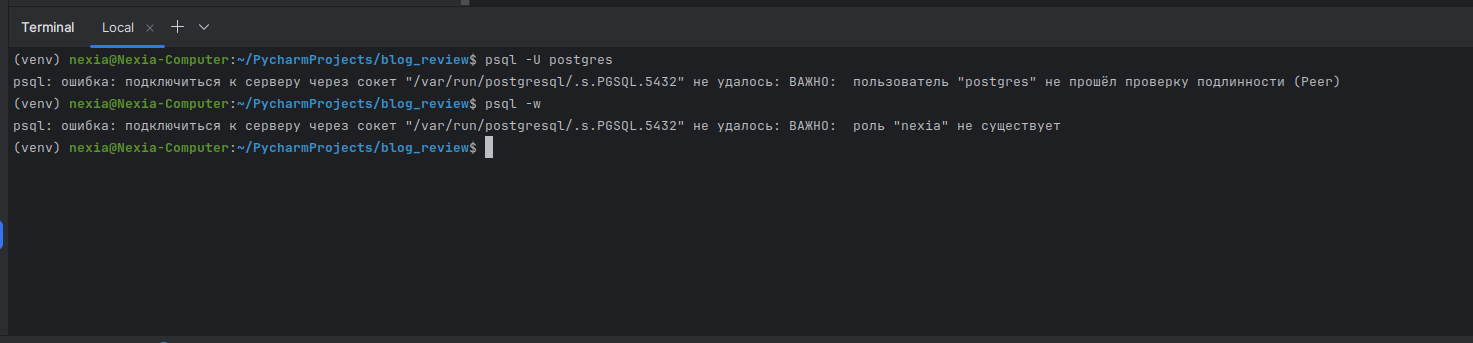 Terminal Local
(venv) nexia@Nexia-Computer:~/PycharmProjects/blog_review$ psql -U postgres
psql: ошибка: подключиться к серверу через сокет "/var/run/postgresql/.s.PGSQL.5432" не удалось: ВАЖНО:  пользователь "postgres" не прошёл проверку подлинности (Peer)
(venv) nexia@Nexia-Computer:~/PycharmProjects/blog_review$ psql -w
psql: ошибка: подключиться к серверу через сокет "/var/run/postgresql/.s.PGSQL.5432" не удалось: ВАЖНО:  роль "nexia" не существует
(venv) nexia@Nexia-Computer:~/PycharmProjects/blog_review$